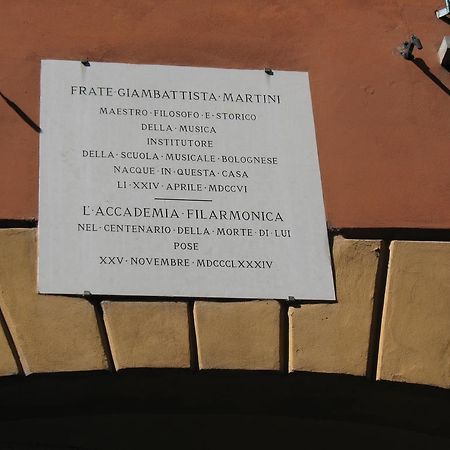 FRATE·GIAMBATTISTA·MARTINI
MAESTRO·FILOSOFO·E·STORICO
DELLA·MUSICA
INSTITUTORE
DELLA·SCUOLA·MUSICALE·BOLOGNESE
NACQUE·IN·QUESTA·CASA
LI·XXIV·APRILE·MDCCVI
L'ACCADEMIA·FILARMONICA
NEL·CENTENARIO·DELLA·MORTE·DI·LUI
POSE
XXV·NOVEMBRE·MDCCCLXXXIV